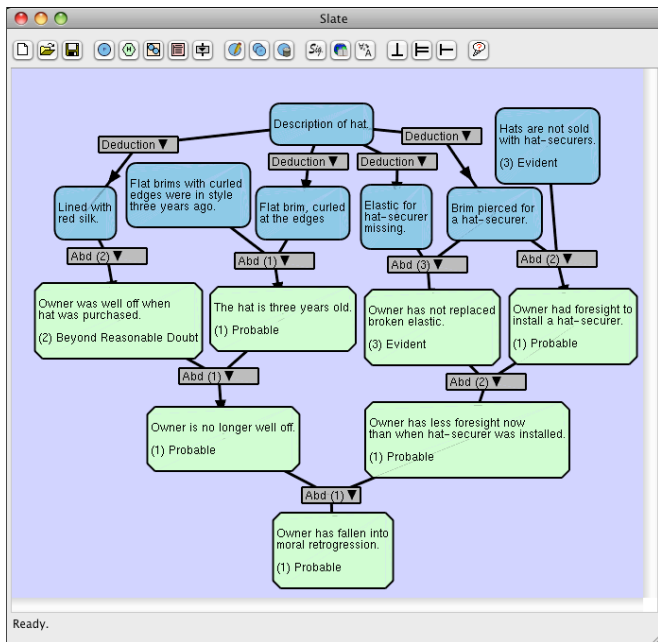 Slate
Sig.
Description of hat.
Hats are not sold
with hat-securers.
(3) Evident
Deduction ▼
Deduction ▼
Deduction ▼
Deduction ▼
Flat brims with curled
edges were in style
three years ago.
Lined with
red silk.
Flat brim, curled
at the edges
Elastic for
hat-securer
missing.
Brim pierced for
a hat-securer.
Abd (2) ▼
Abd (1) ▼
Abd (3) ▼
Abd (2) ▼
Owner was well off when
hat was purchased.
(2) Beyond Reasonable Doubt
The hat is three years old.
(1) Probable
Owner has not replaced
broken elastic.
(3) Evident
Owner had foresight to
install a hat-securer.
(1) Probable
Abd (1) ▼
Abd (2) ▼
Owner is no longer well off.
(1) Probable
Owner has less foresight now
than when hat-securer was installed.
(1) Probable
Abd (1) ▼
Owner has fallen into
moral retrogression.
(1) Probable
Ready.